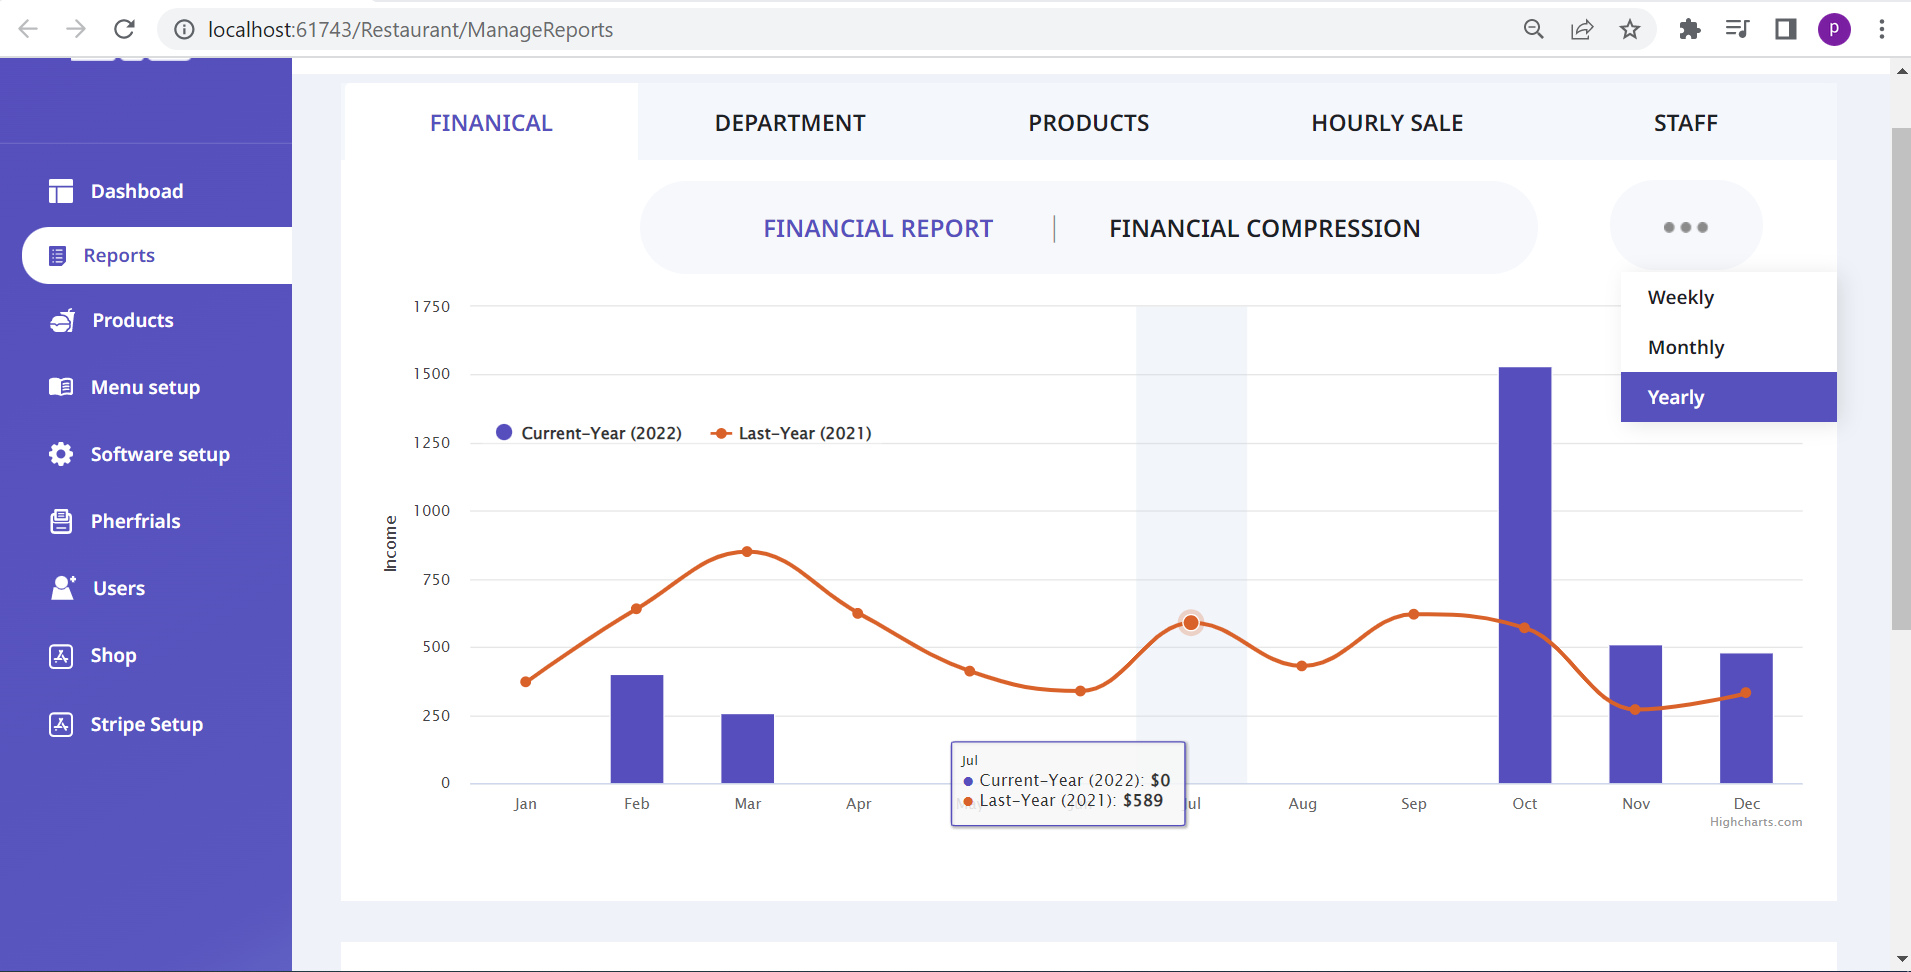 localhost:61743/Restaurant/ManageReports
p
FINANICAL
DEPARTMENT
PRODUCTS
HOURLY SALE
STAFF
Dashboad
Reports
Products
Menu setup
Software setup
Pherfrials
Users
Shop
Stripe Setup
FINANCIAL REPORT | FINANCIAL COMPRESSION
Weekly
Monthly
Yearly
Current-Year (2022)
Last-Year (2021)
Income
1750
1500
1250
1000
750
500
250
0
Jul
Current-Year (2022): $0
Last-Year (2021): $589
Jan Feb Mar Apr Aug Sep Oct Nov Dec
Highcharts.com